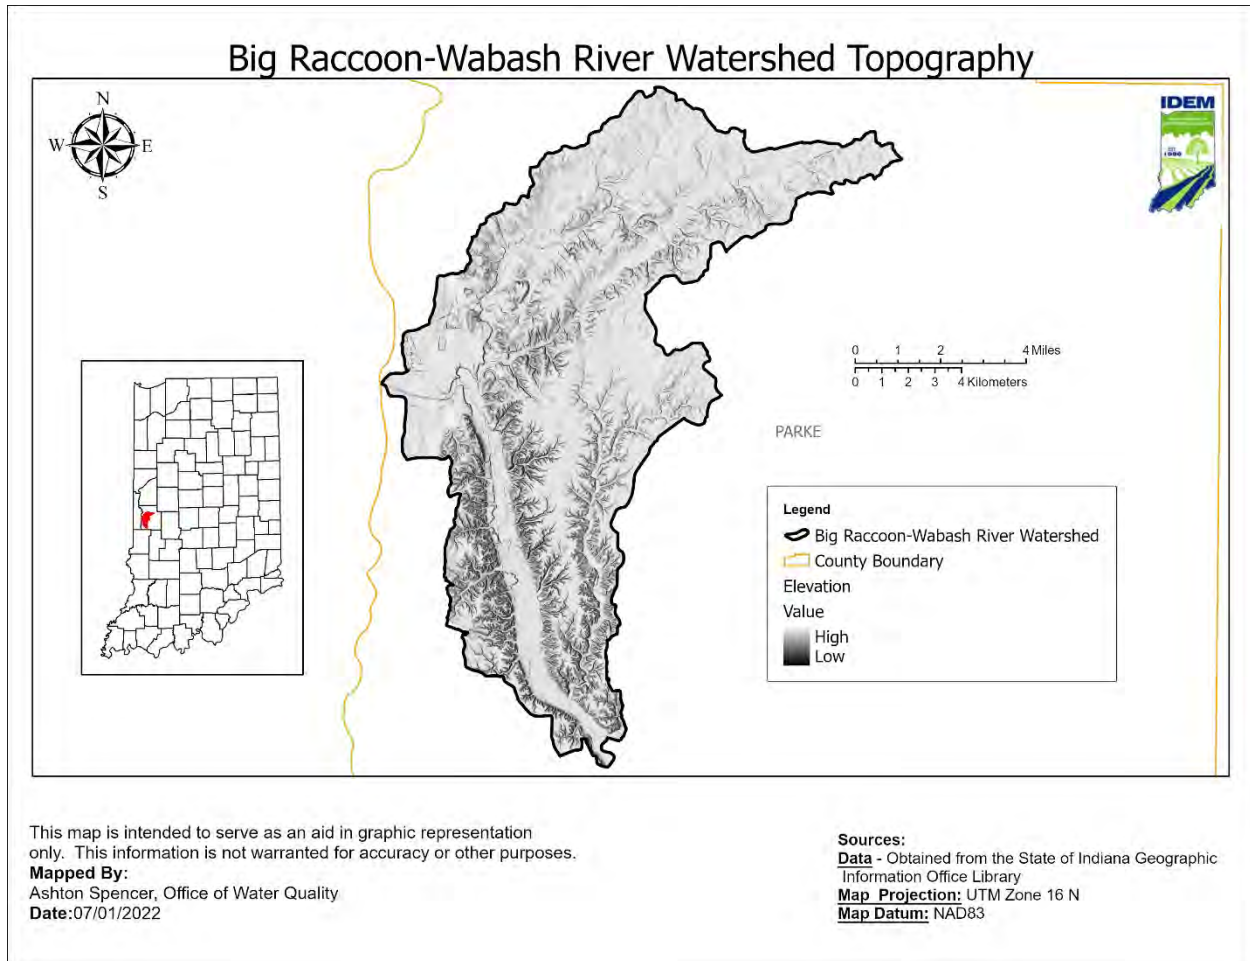 Big Raccoon-Wabash River Watershed Topography
N
W E
S
IDEM
0 1 2 4 Miles
0 1 2 3 4 Kilometers
PARKE
Legend
Big Raccoon-Wabash River Watershed
County Boundary
Elevation
Value
High
Low
This map is intended to serve as an aid in graphic representation
only. This information is not warranted for accuracy or other purposes.
Mapped By:
Ashton Spencer, Office of Water Quality
Date:07/01/2022
Sources:
Data - Obtained from the State of Indiana Geographic
Information Office Library
Map Projection: UTM Zone 16 N
Map Datum: NAD83